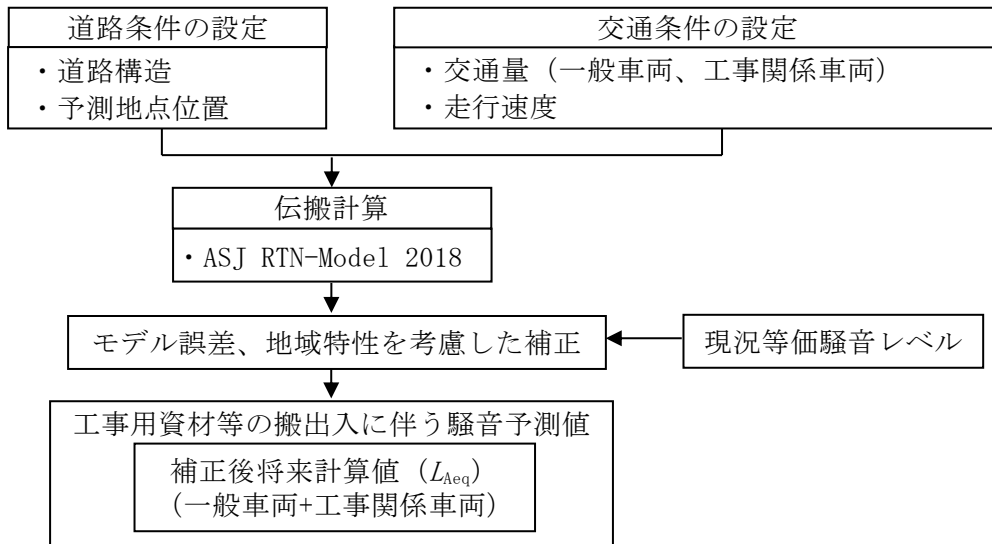 道路条件の設定
・道路構造
・予測地点位置
交通条件の設定
・交通量（一般車両、工事関係車両）
・走行速度
伝搬計算
・ASJ RTN-Model 2018
モデル誤差、地域特性を考慮した補正
現況等価騒音レベル
工事用資材等の搬出入に伴う騒音予測値
補正後将来計算値（LAeq）
(一般車両+工事関係車両)